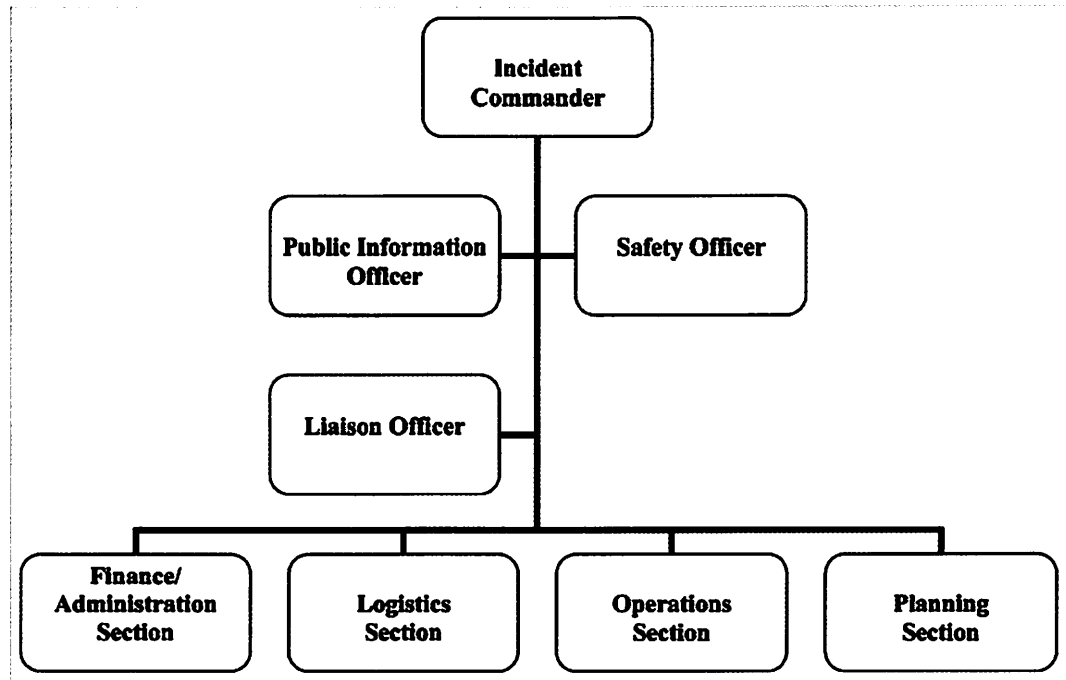 Incident
Commander
Public Information
Officer
Safety Officer
Liaison Officer
Finance/
Administration
Section
Logistics
Section
Operations
Section
Planning
Section